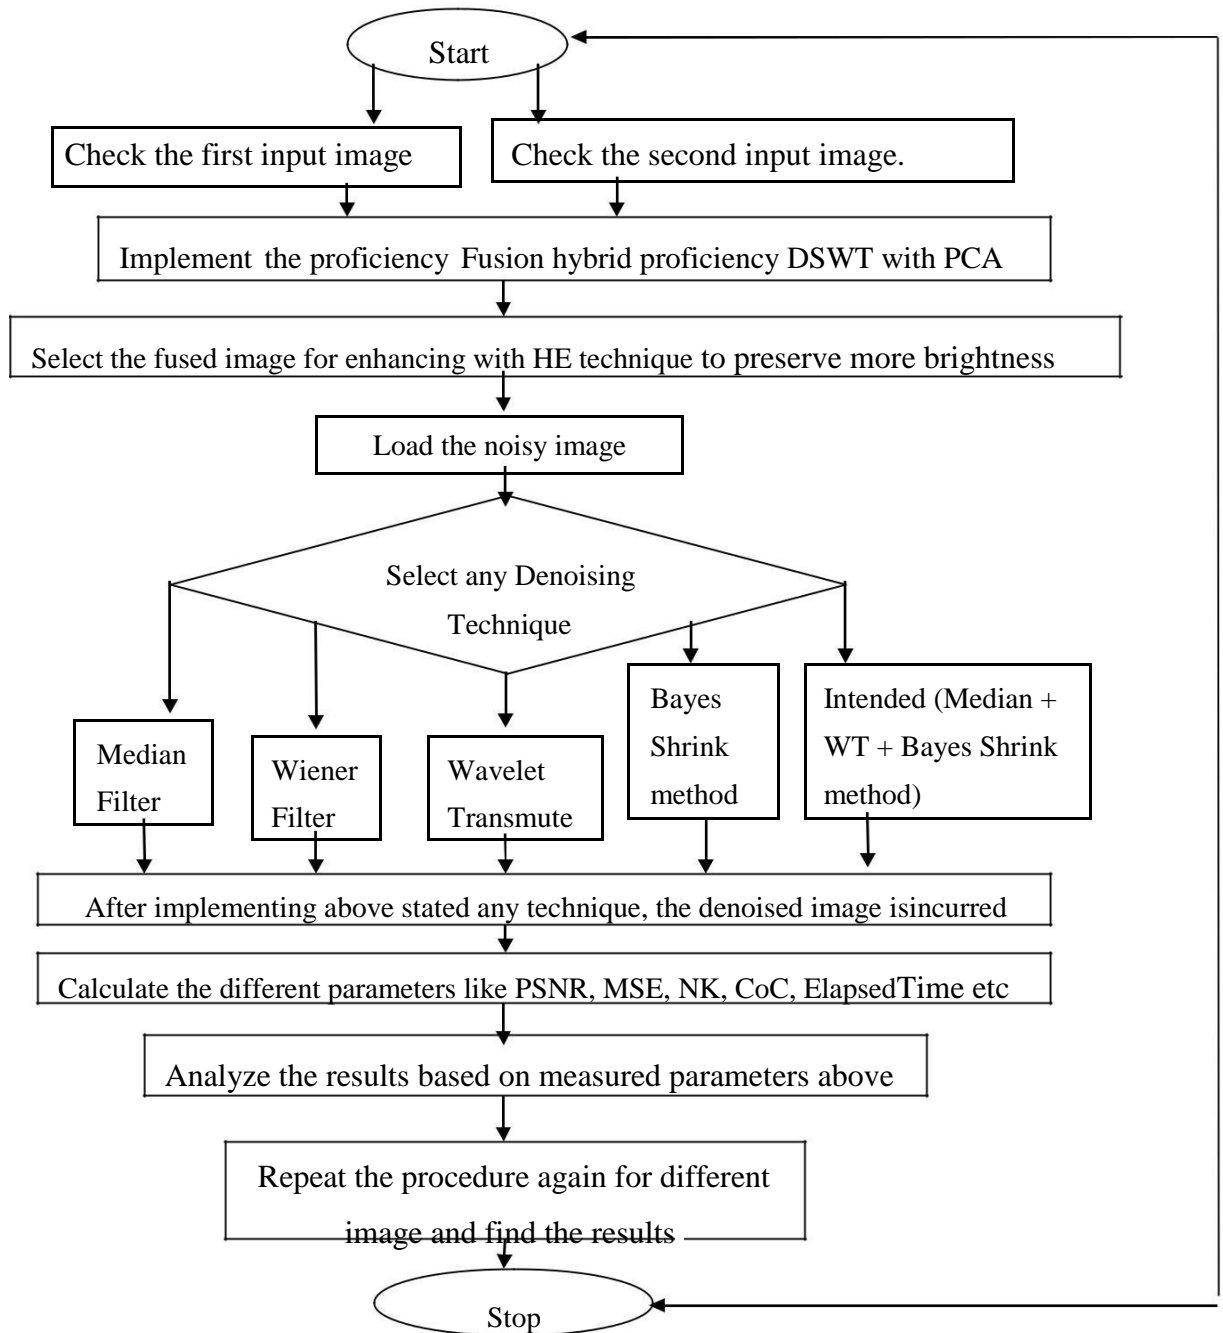 Start
Check the first input image
Check the second input image.
Implement the proficiency Fusion hybrid proficiency DSWT with PCA
Select the fused image for enhancing with HE technique to preserve more brightness
Load the noisy image
Select any Denoising
Technique
Median
Filter
Wiener
Filter
Wavelet
Transmute
Bayes
Shrink
method
Intended (Median +
WT + Bayes Shrink
method)
After implementing above stated any technique, the denoised image isincurred
Calculate the different parameters like PSNR, MSE, NK, CoC, ElapsedTime etc
Analyze the results based on measured parameters above
Repeat the procedure again for different
image and find the results
Stop